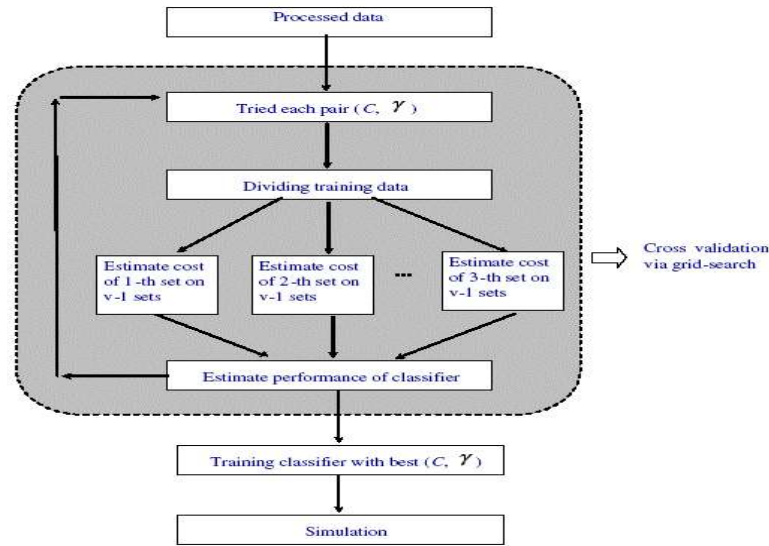 Processed data
Tried each pair (C, γ)
Dividing training data
Estimate cost
of 1-th set on
v-1 sets
Estimate cost
of 2-th set on
v-1 sets
...
Estimate cost
of 3-th set on
v-1 sets
Cross validation
via grid-search
Estimate performance of classifier
Training classifier with best (C, γ)
Simulation